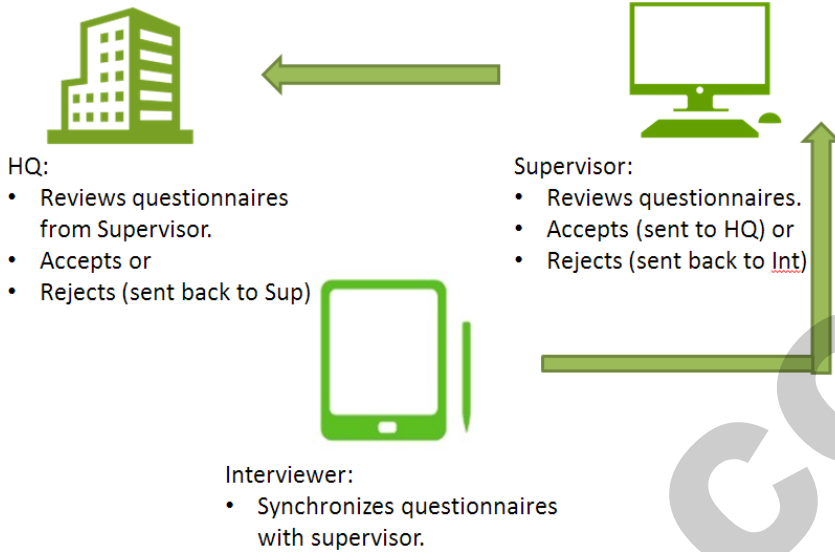 HQ:
• Reviews questionnaires
from Supervisor.
• Accepts or
• Rejects (sent back to Sup)
Supervisor:
• Reviews questionnaires.
• Accepts (sent to HQ) or
• Rejects (sent back to Int)
Interviewer:
• Synchronizes questionnaires
with supervisor.